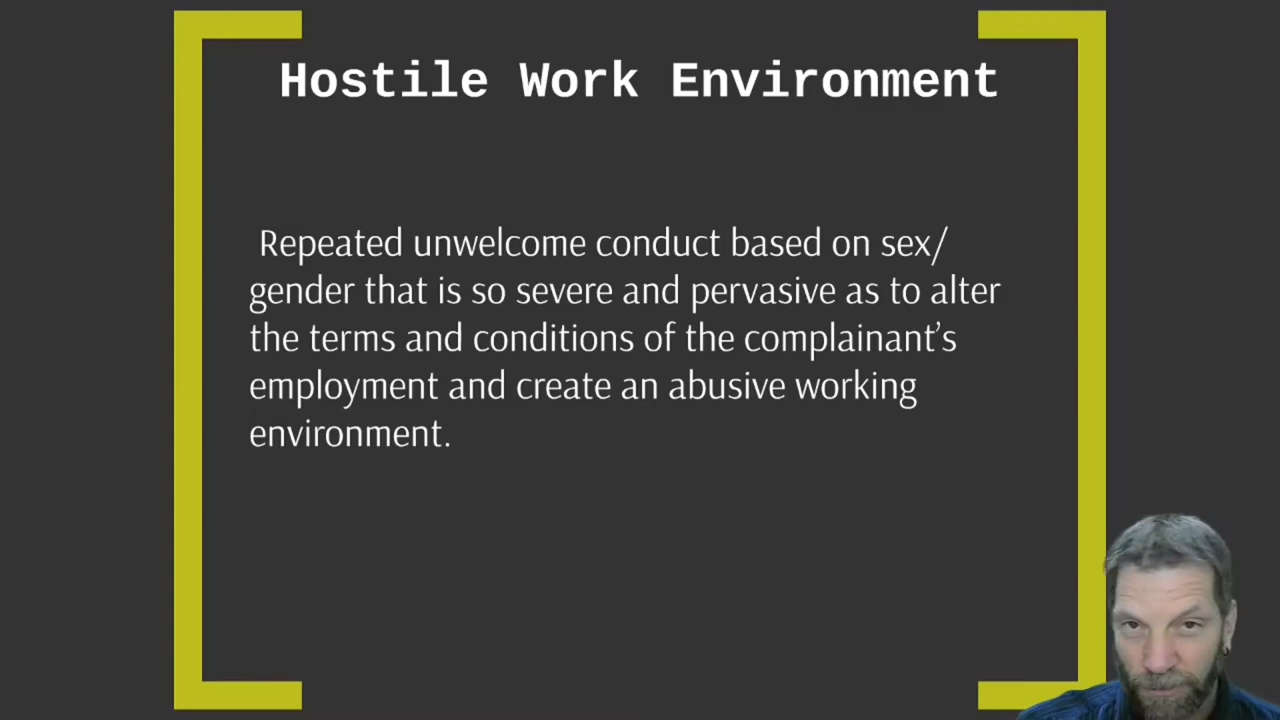 Hostile Work Environment
Repeated unwelcome conduct based on sex/
gender that is so severe and pervasive as to alter
the terms and conditions of the complainant’s
employment and create an abusive working
environment.